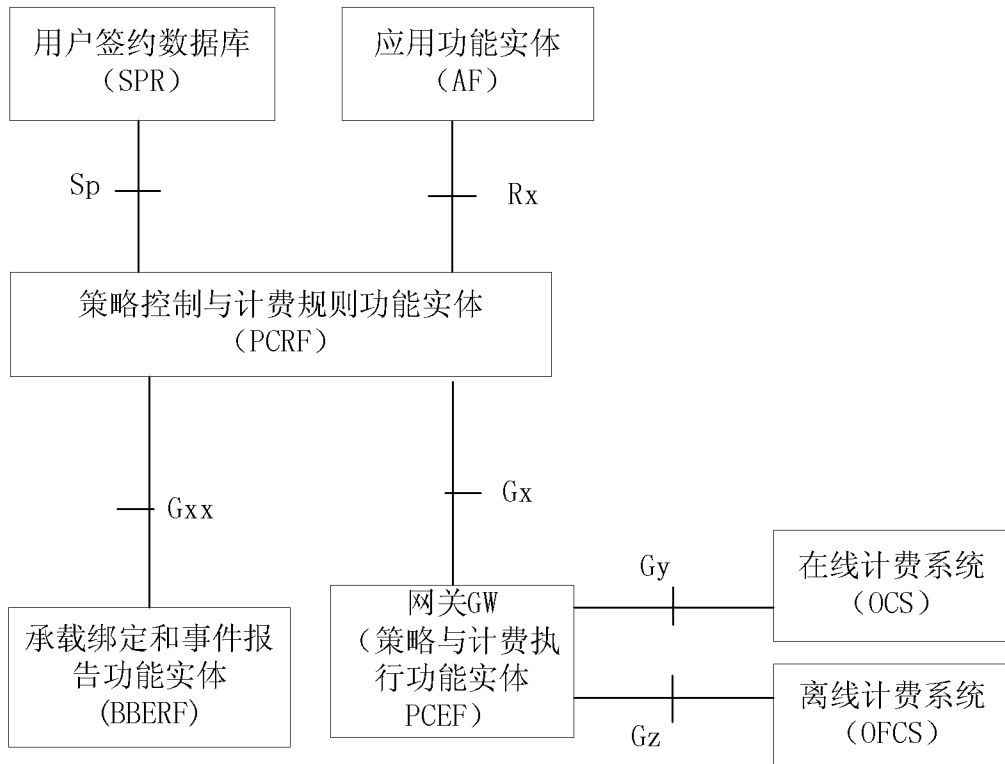 用户签约数据库
（SPR）
应用功能实体
（AF）
Sp
Rx
策略控制与计费规则功能实体
（PCRF）
Gxx
Gx
承载绑定和事件报
告功能实体
(BBERF)
网关GW
（策略与计费执
行功能实体
PCEF）
Gy
在线计费系统
（OCS）
Gz
离线计费系统
（OFCS）